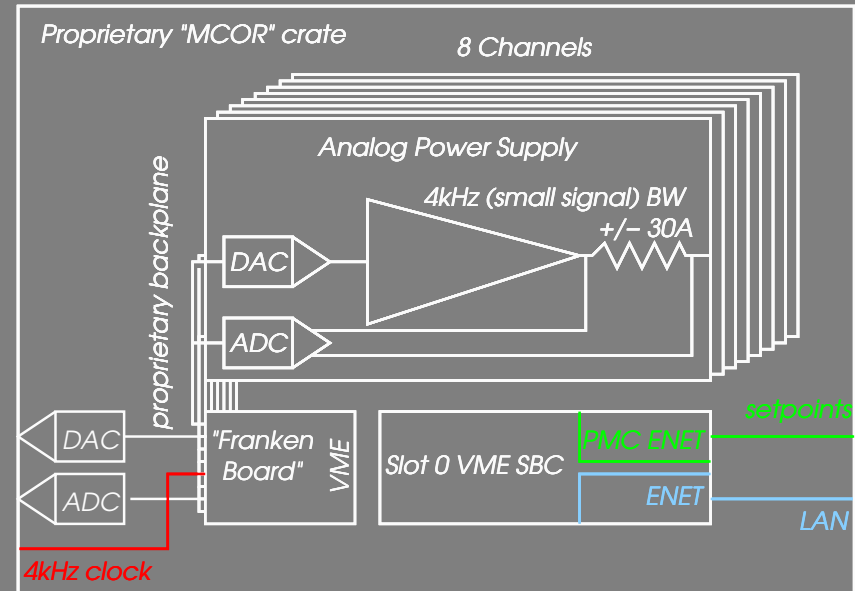 Proprietary "MCOR" crate
8 Channels
Analog Power Supply
4kHz (small signal) BW
+/− 30A
proprietary backplane
DAC
ADC
DAC
ADC
"Franken
Board"
VME
Slot 0 VME SBC
PMC ENET
ENET
setpoints
LAN
4kHz clock